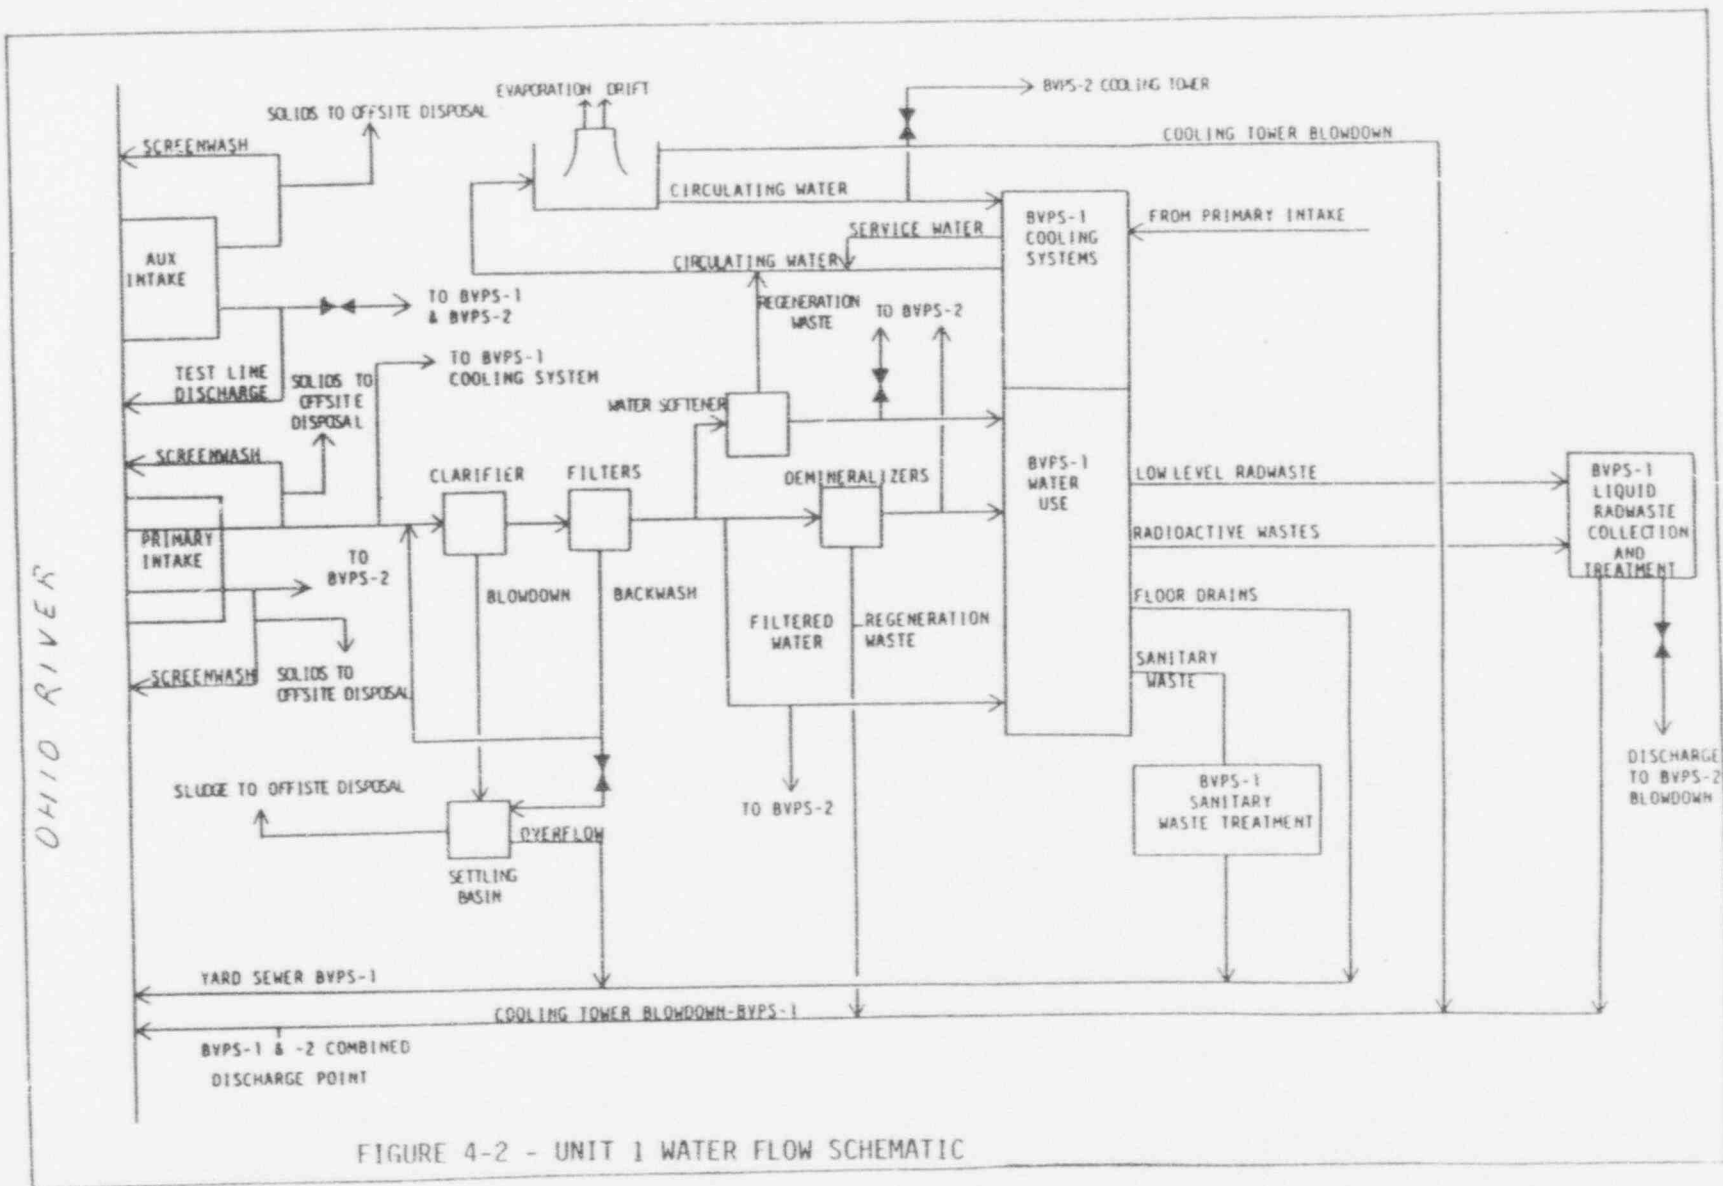 EVAPORATION DRIFT
BVPS-2 COOLING TOWER
SOLIDS TO OFFSITE DISPOSAL
COOLING TOWER BLOWDOWN
SCREENWASH
CIRCULATING WATER
BVPS-1
COOLING
SYSTEMS
FROM PRIMARY INTAKE
SERVICE WATER
AUX
INTAKE
CIRCULATING WATER
TO BVPS-1
& BVPS-2
REGENERATION
WASTE
TO BVPS-2
TO BVPS-1
COOLING SYSTEM
TEST LINE
DISCHARGE
SOLIDS TO
OFFSITE
DISPOSAL
WATER SOFTENER
SCREENWASH
CLARIFIER
FILTERS
DEMINERALIZERS
BVPS-1
WATER
USE
LOW LEVEL RADWASTE
BVPS-1
LIQUID
RADWASTE
COLLECTION
AND
TREATMENT
RADIOACTIVE WASTES
PRIMARY
INTAKE
TO
BVPS-2
BLOWDOWN
BACKWASH
FLOOR DRAINS
FILTERED
WATER
REGENERATION
WASTE
SANITARY
WASTE
SCREENWASH
SOLIDS TO
OFFSITE DISPOSAL
OHIO RIVER
DISCHARGE
TO BVPS-2
BLOWDOWN
SLUDGE TO OFFISTE DISPOSAL
TO BVPS-2
BVPS-1
SANITARY
WASTE TREATMENT
OVERFLOW
SETTLING
BASIN
YARD SEWER BVPS-1
COOLING TOWER BLOWDOWN-BVPS-1
BVPS-1 & -2 COMBINED
DISCHARGE POINT
FIGURE 4-2 - UNIT 1 WATER FLOW SCHEMATIC